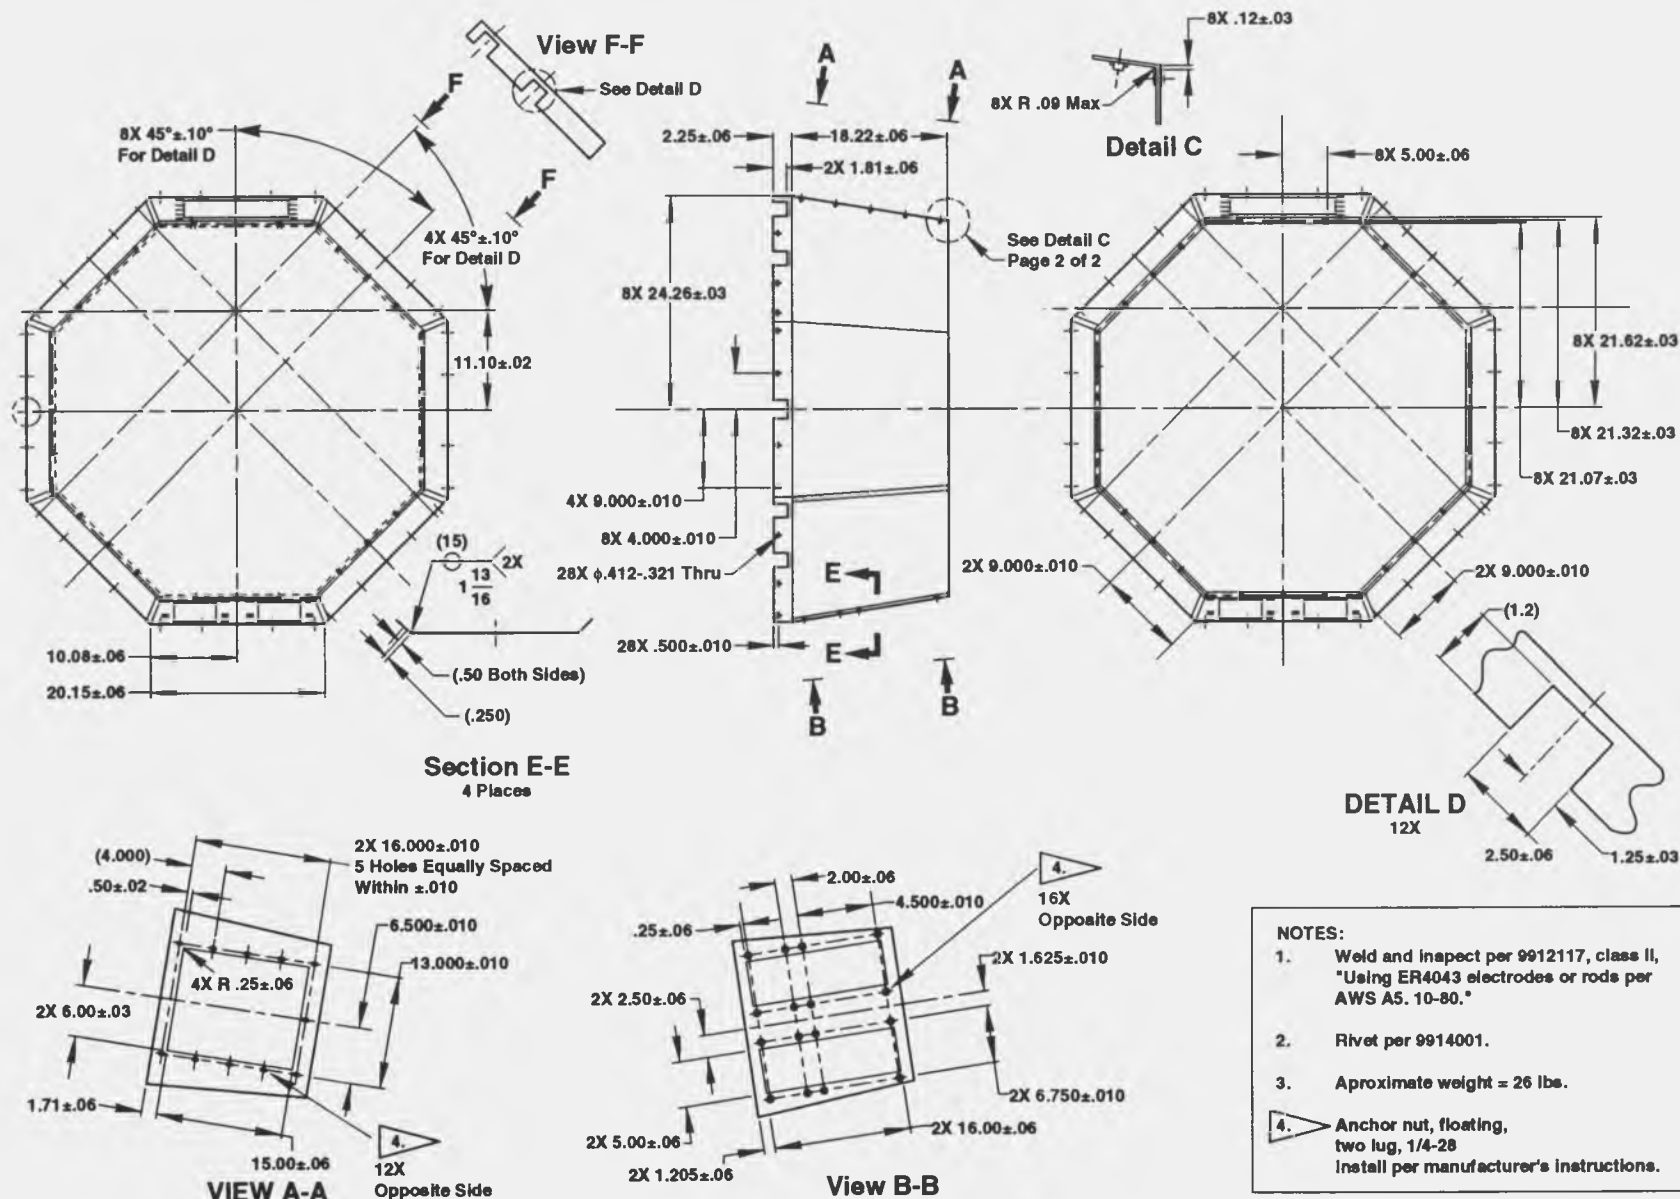 View F-F
See Detail D
F
F
8X 45°±.10°
For Detail D
4X 45°±.10°
For Detail D
11.10±.02
10.08±.06
20.15±.06
(15)
2X
1 13/16
(.50 Both Sides)
(.250)
Section E-E
4 Places
A
A
2.25±.06
18.22±.06
2X 1.81±.06
8X 24.26±.03
See Detail C
Page 2 of 2
4X 9.000±.010
8X 4.000±.010
28X ϕ.412-.321 Thru
28X .500±.010
E
E
B
B
8X .12±.03
8X R .09 Max
Detail C
8X 5.00±.06
8X 21.62±.03
8X 21.32±.03
8X 21.07±.03
2X 9.000±.010
2X 9.000±.010
(1.2)
DETAIL D
12X
2.50±.06
1.25±.03
(4.000)
.50±.02
2X 16.000±.010
5 Holes Equally Spaced
Within ±.010
6.500±.010
13.000±.010
4X R .25±.06
2X 6.00±.03
1.71±.06
15.00±.06
4.
12X
Opposite Side
VIEW A-A
2.00±.06
4.500±.010
.25±.06
4.
16X
Opposite Side
2X 1.625±.010
2X 2.50±.06
2X 6.750±.010
2X 5.00±.06
2X 16.00±.06
2X 1.205±.06
View B-B
NOTES:
1. Weld and inspect per 9912117, class II,
"Using ER4043 electrodes or rods per
AWS A5. 10-80."
2. Rivet per 9914001.
3. Aproximate weight = 26 lbs.
4. Anchor nut, floating,
two lug, 1/4-28
Install per manufacturer's instructions.